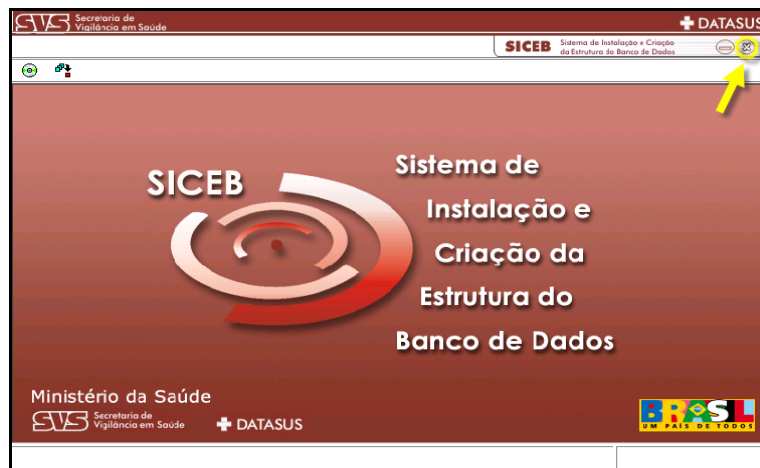 SVS Secretaria de
Vigilância em Saúde
DATASUS
SICEB Sistema de Instalação e Criação
da Estrutura do Banco de Dados
SICEB
Sistema de
Instalação e
Criação da
Estrutura do
Banco de Dados
Ministério da Saúde
SVS Secretaria de
Vigilância em Saúde
DATASUS
BRASIL
UM PAÍS DE TODOS